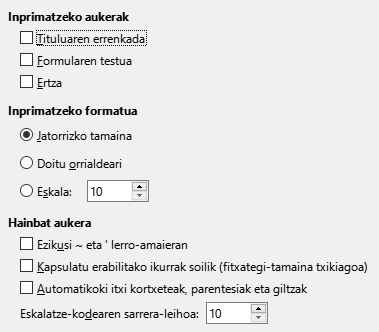 Inprimatzeko aukerak
Tituluaren errenkada
Formularen testua
Ertza
Inprimatzeko formatua
Jatorrizko tamaina
Doitu orrialdeari
Eskala: 10
Hainbat aukera
Ezikusi ~ eta ' lerro-amaieran
Kapsulatu erabilitako ikurrak soilik (fitxategi-tamaina txikiagoa)
Automatikoki itxi kortxeteak, parentesiak eta giltzak
Eskalatze-kodearen sarrera-leihoa: 10